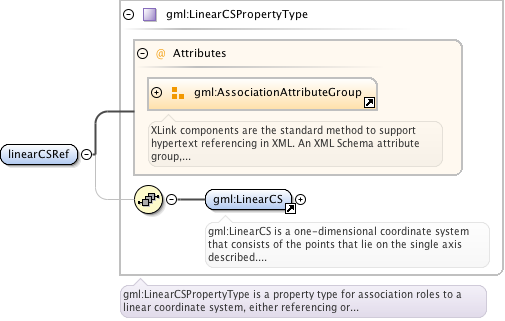 gml:LinearCSPropertyType
@ Attributes
gml:AssociationAttributeGroup
XLink components are the standard method to support
hypertext referencing in XML. An XML Schema attribute
group,...
linearCSRef
gml:LinearCS
gml:LinearCS is a one-dimensional coordinate system
that consists of the points that lie on the single axis
described....
gml:LinearCSPropertyType is a property type for association roles to a
linear coordinate system, either referencing or...